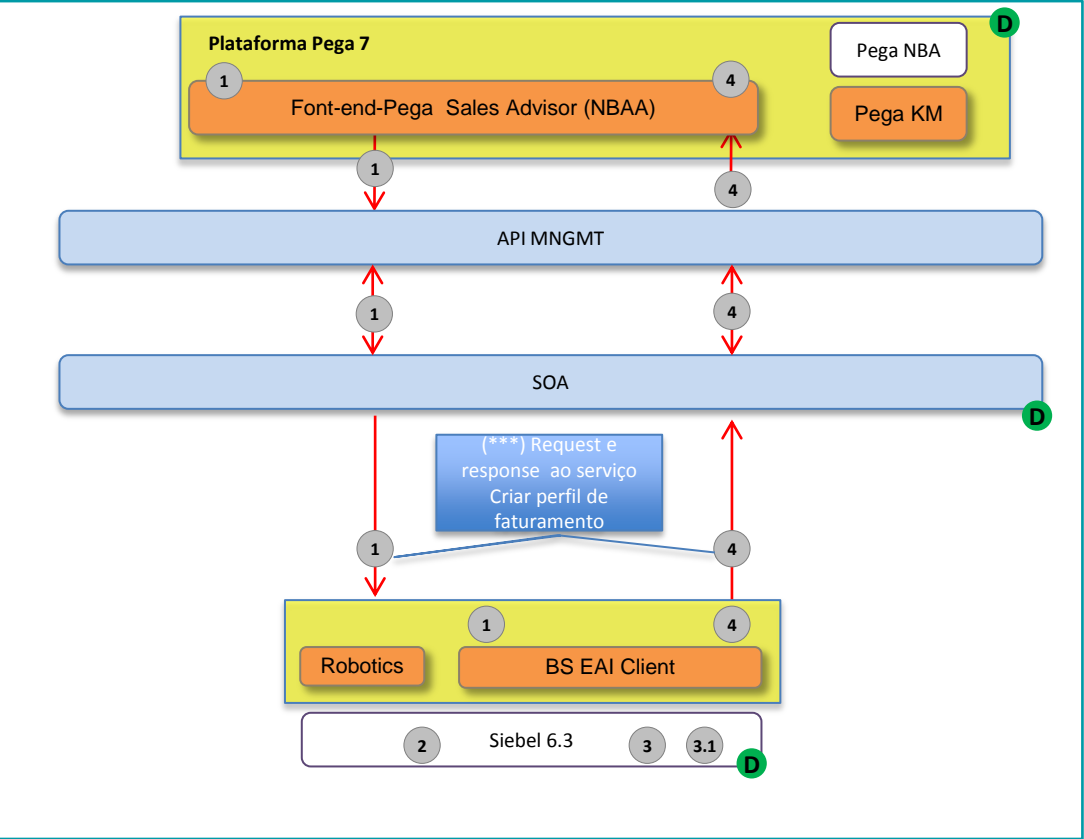 D
Plataforma Pega 7
Pega NBA
1
4
Font-end-Pega Sales Advisor (NBAA)
Pega KM
1
4
API MNGMT
1
4
SOA
D
(***) Request e
response ao serviço
Criar perfil de
faturamento
1
4
1
4
Robotics
BS EAI Client
Siebel 6.3
2
3
3.1
D